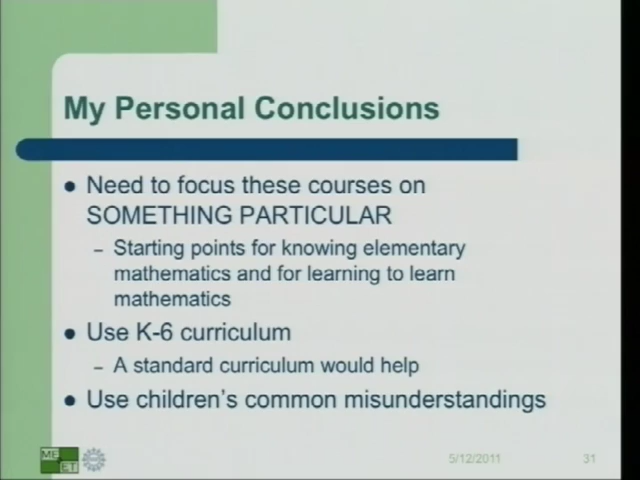 My Personal Conclusions
● Need to focus these courses on
SOMETHING PARTICULAR
– Starting points for knowing elementary
mathematics and for learning to learn
mathematics
● Use K-6 curriculum
– A standard curriculum would help
● Use children's common misunderstandings
ME
ET
5/12/2011
31